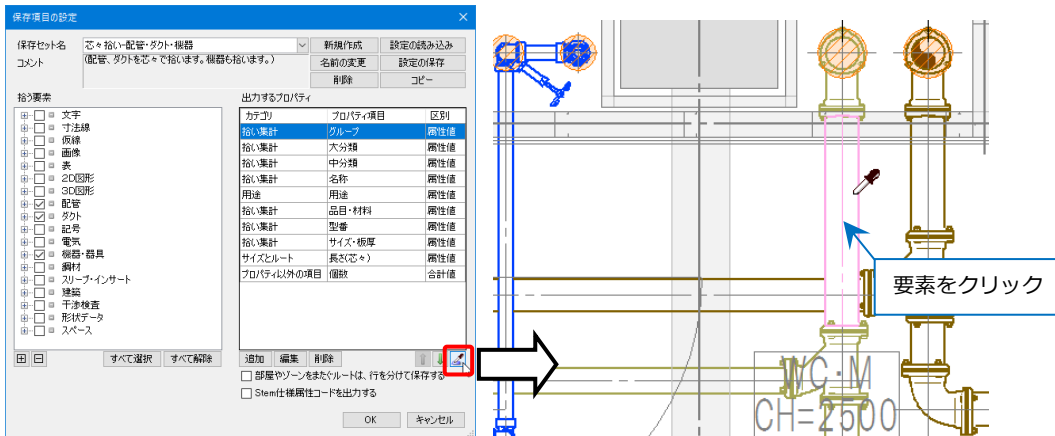 保存項目の設定
保存セット名 芯々拾い-配管・ダクト・機器 新規作成 設定の読み込み
コメント (配管、ダクトを芯々で拾います。機器も拾います。) 名前の変更 設定の保存
削除 コピー
拾う要素
文字
寸法線
仮線
画像
表
2D図形
3D図形
配管
ダクト
記号
電気
機器・器具
鋼材
スリーブ・インサート
建築
干渉検査
形状データ
スペース
すべて選択 すべて解除
出力するプロパティ
カテゴリ プロパティ項目 区別
拾い集計 グループ 属性値
拾い集計 大分類 属性値
拾い集計 中分類 属性値
拾い集計 名称 属性値
用途 用途 属性値
拾い集計 品目・材料 属性値
拾い集計 型番 属性値
拾い集計 サイズ・板厚 属性値
サイズとルート 長さ(芯々) 属性値
プロパティ以外の項目 個数 合計値
追加 編集 削除
部屋やゾーンをまたぐルートは、行を分けて保存する
Stem仕様属性コードを出力する
OK キャンセル
要素をクリック
WC・M
CH=2500